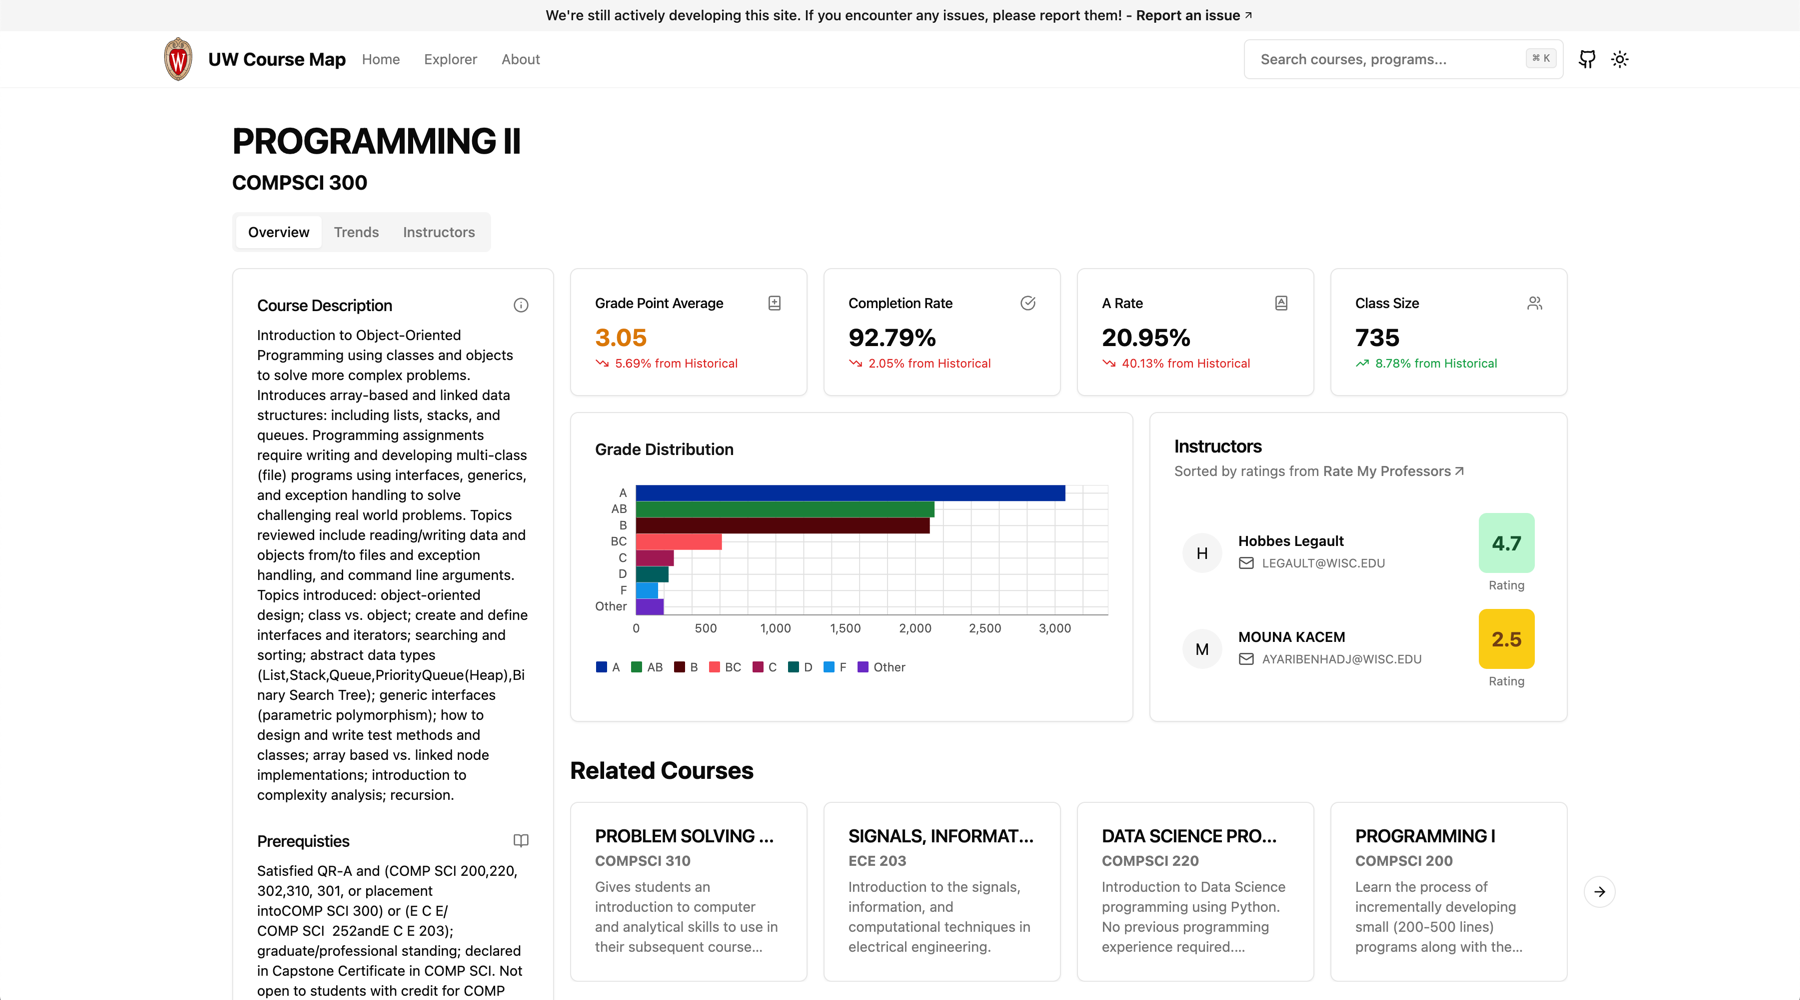 We're still actively developing this site. If you encounter any issues, please report them! - Report an issue ↗
UW Course Map
Home
Explorer
About
Search courses, programs...
⌘ K
PROGRAMMING II
COMPSCI 300
Overview
Trends
Instructors
Course Description
Introduction to Object-Oriented
Programming using classes and objects
to solve more complex problems.
Introduces array-based and linked data
structures: including lists, stacks, and
queues. Programming assignments
require writing and developing multi-class
(file) programs using interfaces, generics,
and exception handling to solve
challenging real world problems. Topics
reviewed include reading/writing data and
objects from/to files and exception
handling, and command line arguments.
Topics introduced: object-oriented
design; class vs. object; create and define
interfaces and iterators; searching and
sorting; abstract data types
(List,Stack,Queue,PriorityQueue(Heap),Bi
nary Search Tree); generic interfaces
(parametric polymorphism); how to
design and write test methods and
classes; array based vs. linked node
implementations; introduction to
complexity analysis; recursion.
Prerequisties
Satisfied QR-A and (COMP SCI 200,220,
302,310, 301, or placement
intoCOMP SCI 300) or (E C E/
COMP SCI  252andE C E 203);
graduate/professional standing; declared
in Capstone Certificate in COMP SCI. Not
open to students with credit for COMP
Grade Point Average
3.05
5.69% from Historical
Completion Rate
92.79%
2.05% from Historical
A Rate
20.95%
40.13% from Historical
Class Size
735
8.78% from Historical
Grade Distribution
A
AB
B
BC
C
D
F
Other
0 500 1,000 1,500 2,000 2,500 3,000
A AB B BC C D F Other
Instructors
Sorted by ratings from Rate My Professors ↗
H
Hobbes Legault
LEGAULT@WISC.EDU
4.7
Rating
M
MOUNA KACEM
AYARIBENHADJ@WISC.EDU
2.5
Rating
Related Courses
PROBLEM SOLVING ...
COMPSCI 310
Gives students an
introduction to computer
and analytical skills to use in
their subsequent course...
SIGNALS, INFORMAT...
ECE 203
Introduction to the signals,
information, and
computational techniques in
electrical engineering.
DATA SCIENCE PRO...
COMPSCI 220
Introduction to Data Science
programming using Python.
No previous programming
experience required....
PROGRAMMING I
COMPSCI 200
Learn the process of
incrementally developing
small (200-500 lines)
programs along with the...